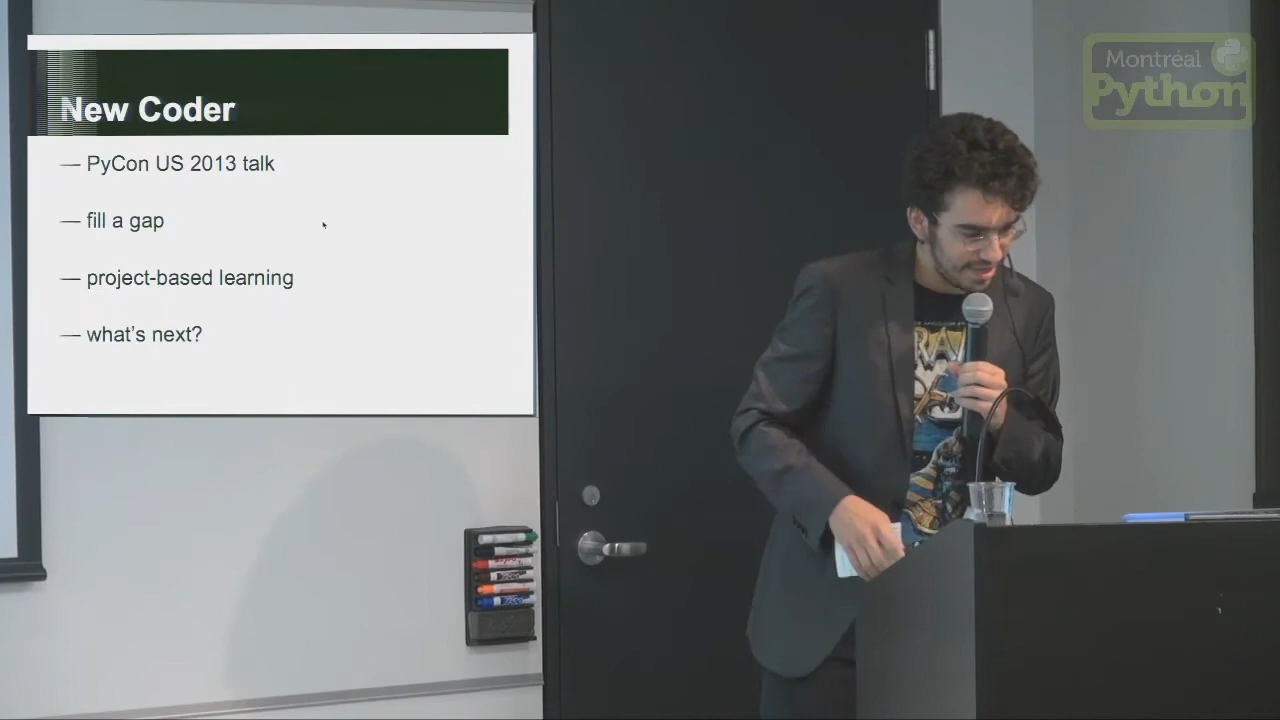 New Coder
— PyCon US 2013 talk
— fill a gap
— project-based learning
— what's next?
Montréal
Python